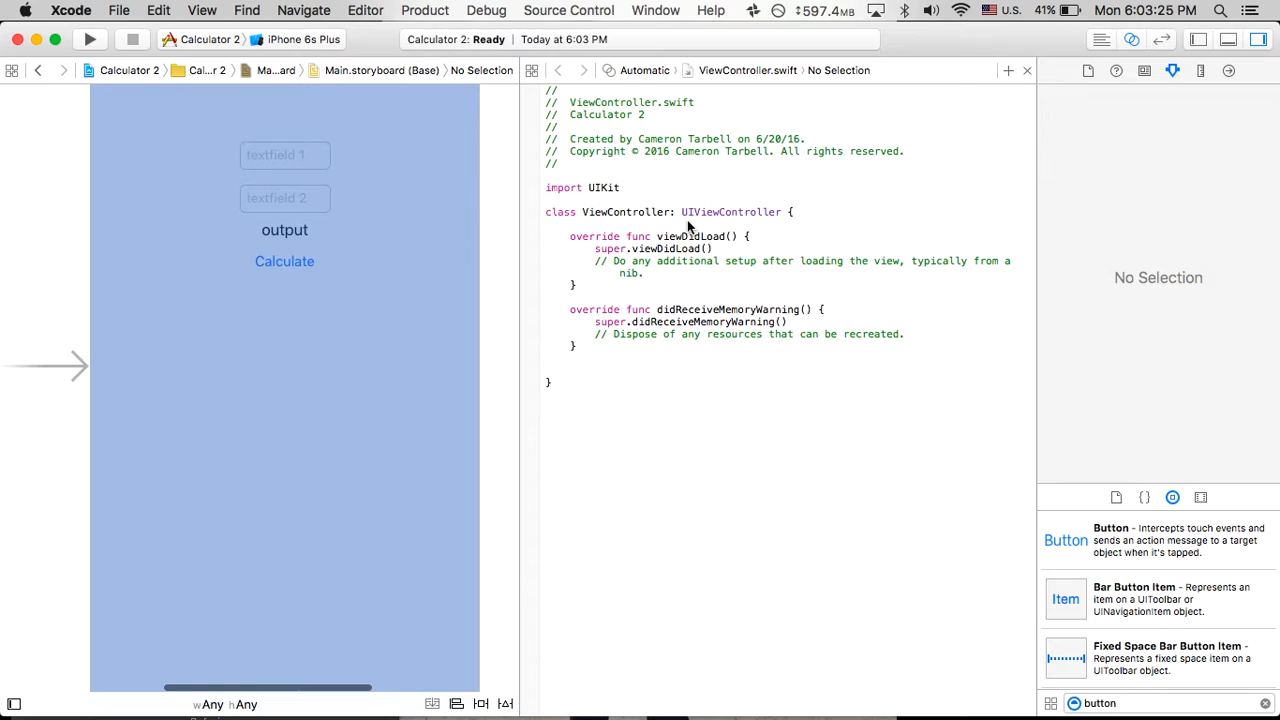 Xcode File Edit View Find Navigate Editor Product Debug Source Control Window Help 597.4MB U.S. 41% Mon 6:03:25 PM
Calculator 2 iPhone 6s Plus Calculator 2: Ready Today at 6:03 PM
Calculator 2 Cal...r 2 Ma...ard Main.storyboard (Base) No Selection
Automatic ViewController.swift No Selection
textfield 1
textfield 2
output
Calculate
//
// ViewController.swift
// Calculator 2
//
// Created by Cameron Tarbell on 6/20/16.
// Copyright © 2016 Cameron Tarbell. All rights reserved.
//
import UIKit
class ViewController: UIViewController {
override func viewDidLoad() {
super.viewDidLoad()
// Do any additional setup after loading the view, typically from a
nib.
}
override func didReceiveMemoryWarning() {
super.didReceiveMemoryWarning()
// Dispose of any resources that can be recreated.
}
}
No Selection
Button
Button - Intercepts touch events and
sends an action message to a target
object when it's tapped.
Item
Bar Button Item - Represents an
item on a UIToolbar or
UINavigationItem object.
Fixed Space Bar Button Item -
Represents a fixed space item on a
UIToolbar object.
wAny hAny
button